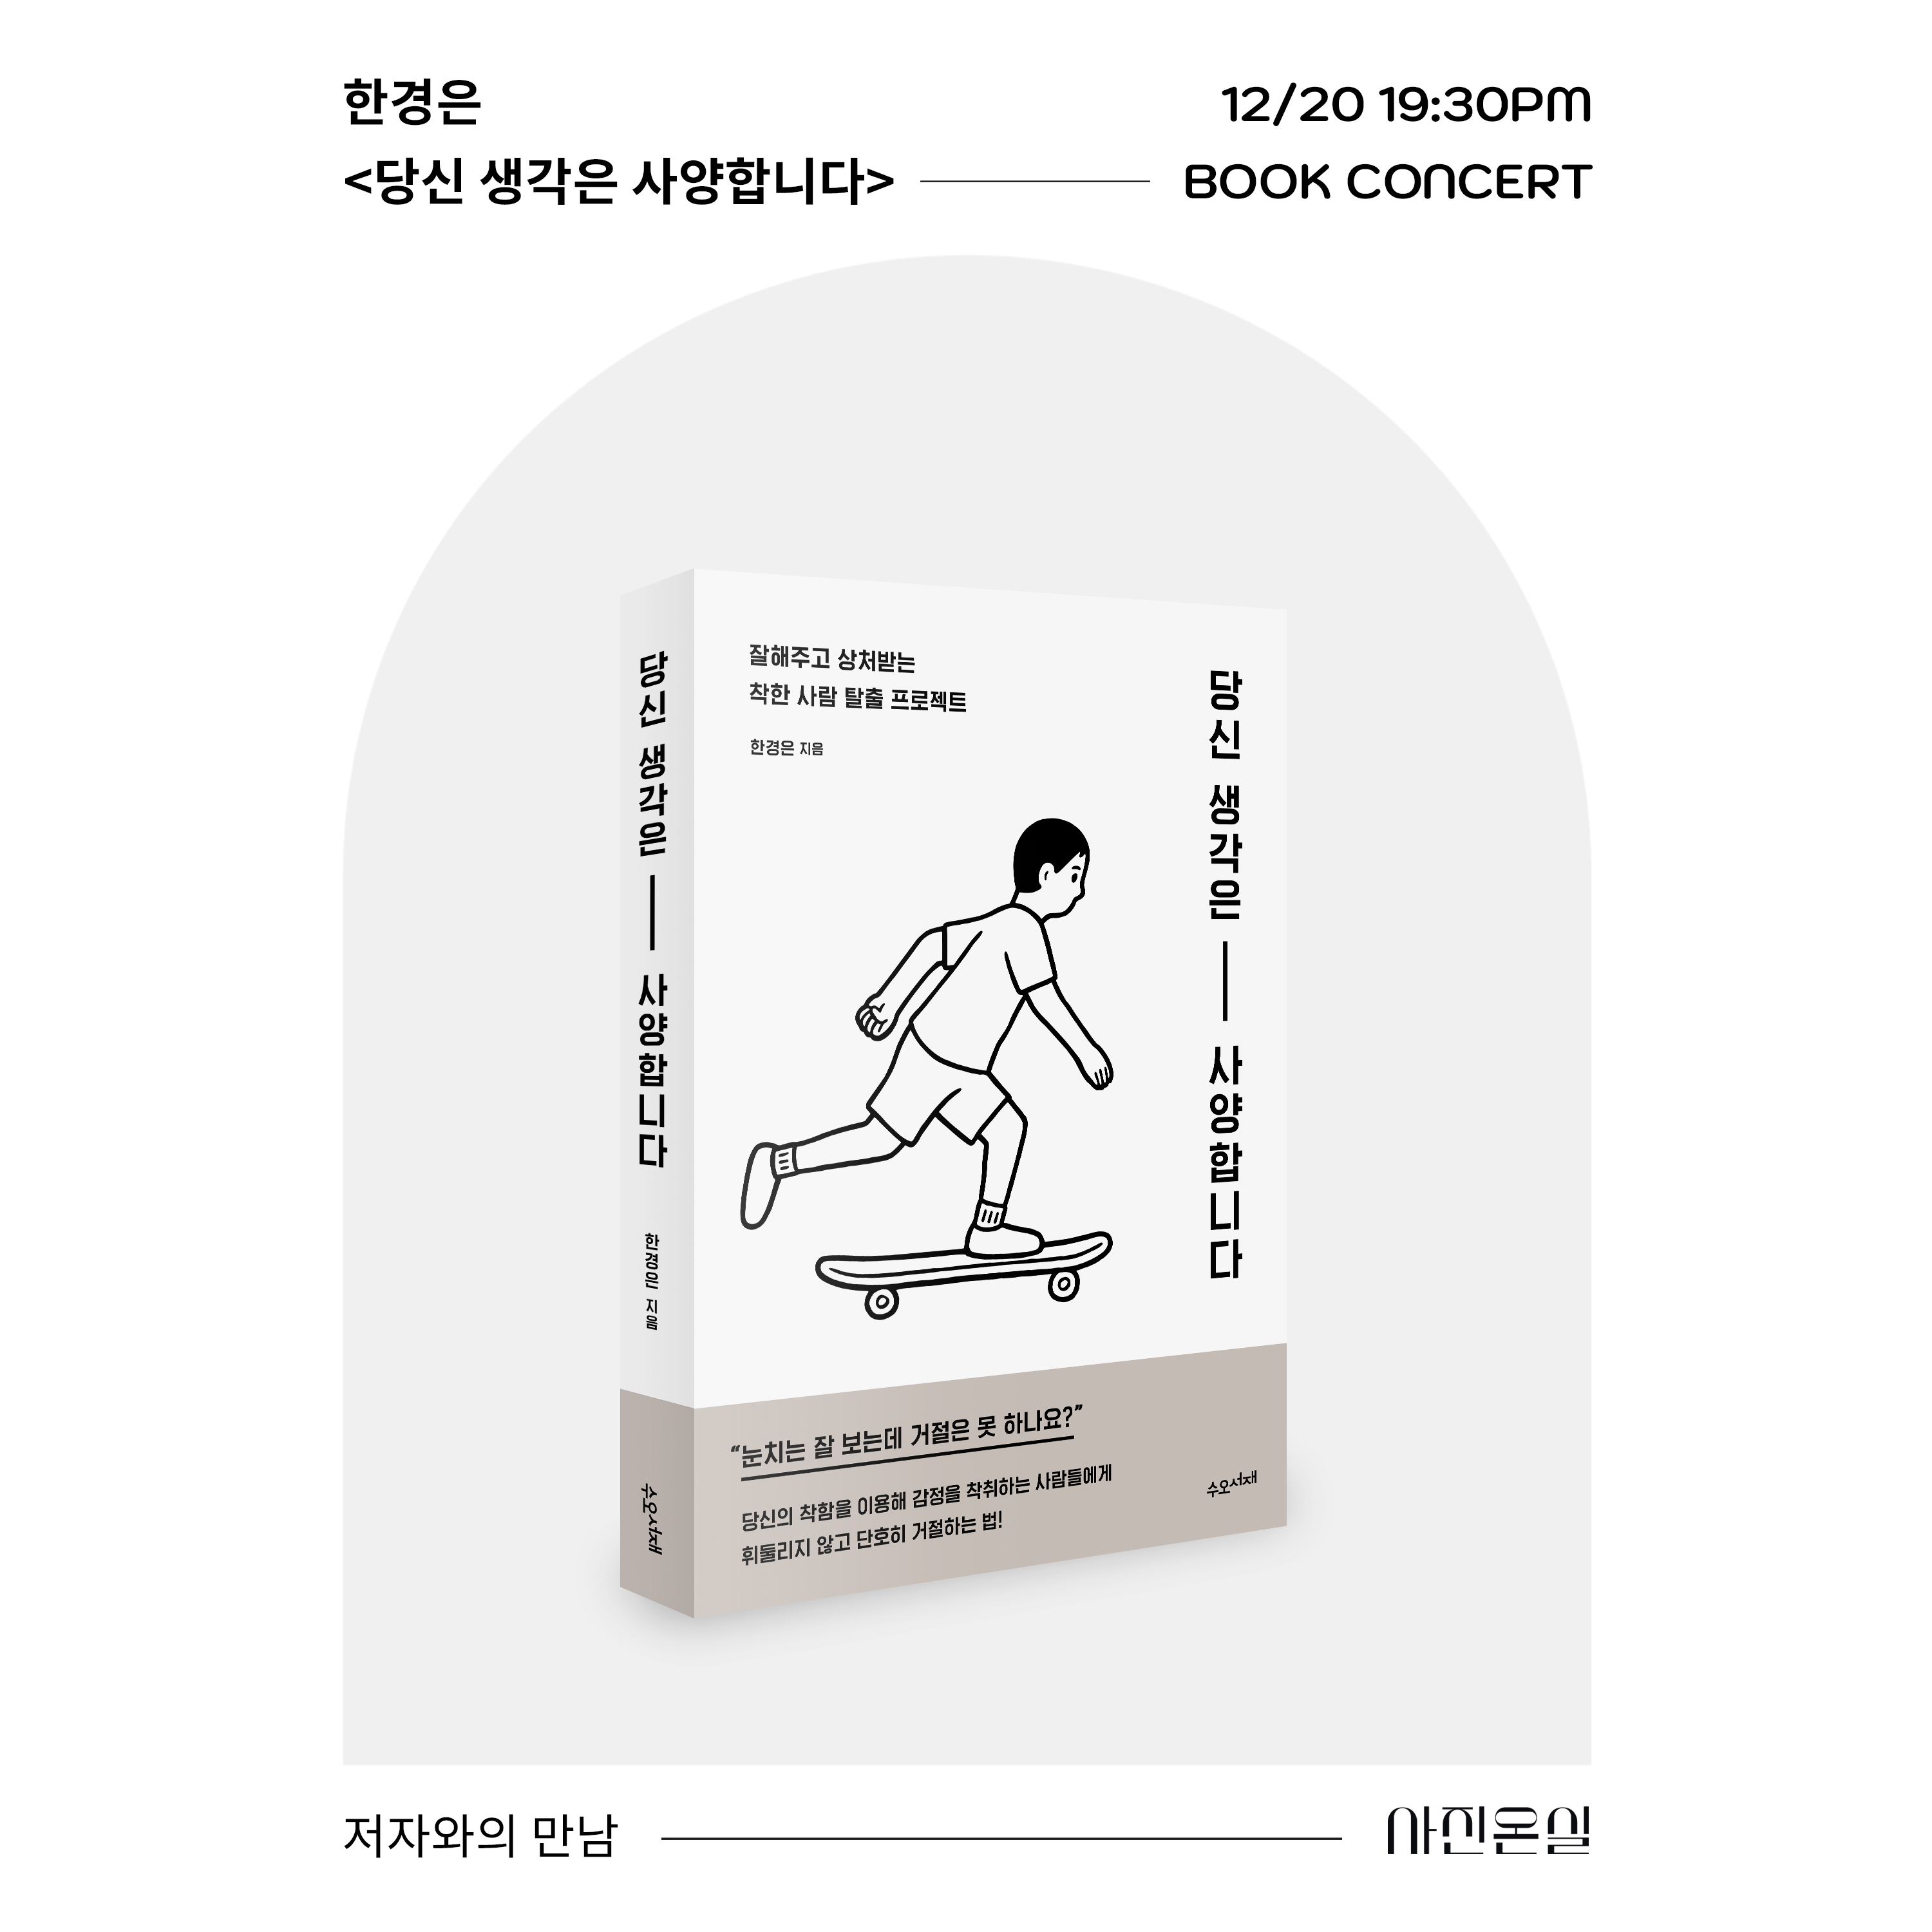 한경은
12/20 19:30PM
<당신 생각은 사양합니다>
BOOK CONCERT
당신 생각은 사양합니다
한경은 지음
수오서재
잘해주고 상처받는
착한 사람 탈출 프로젝트
한경은 지음
당신 생각은 사양합니다
“눈치는 잘 보는데 거절은 못 하나요?”
당신의 착함을 이용해 감정을 착취하는 사람들에게
휘둘리지 않고 단호히 거절하는 법!
수오서재
저자와의 만남
사진온실